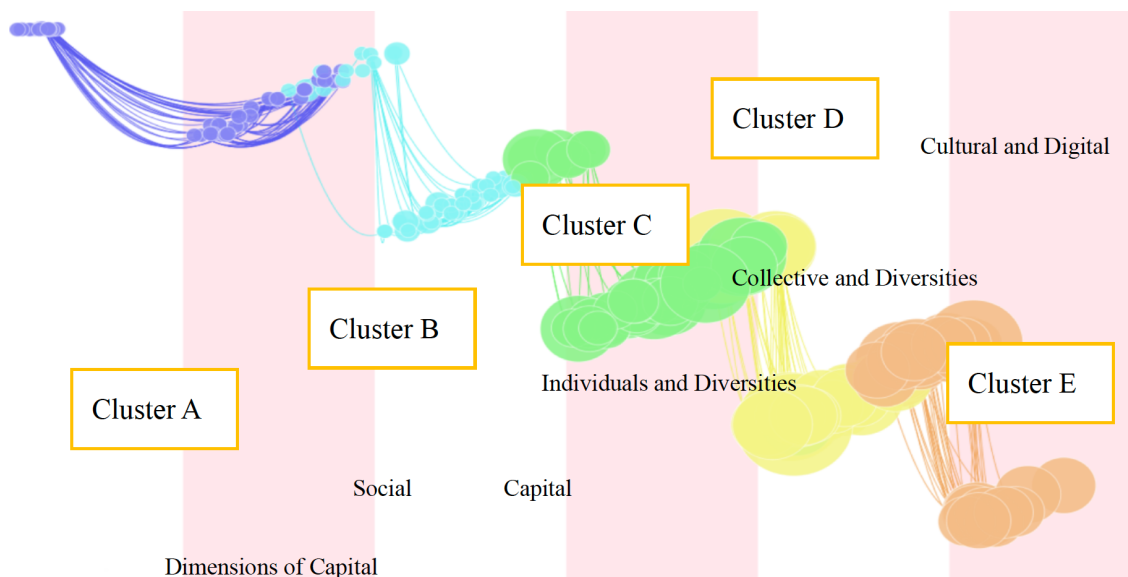 Cluster D
Cultural and Digital
Cluster C
Collective and Diversities
Cluster B
Individuals and Diversities
Cluster E
Cluster A
Social Capital
Dimensions of Capital